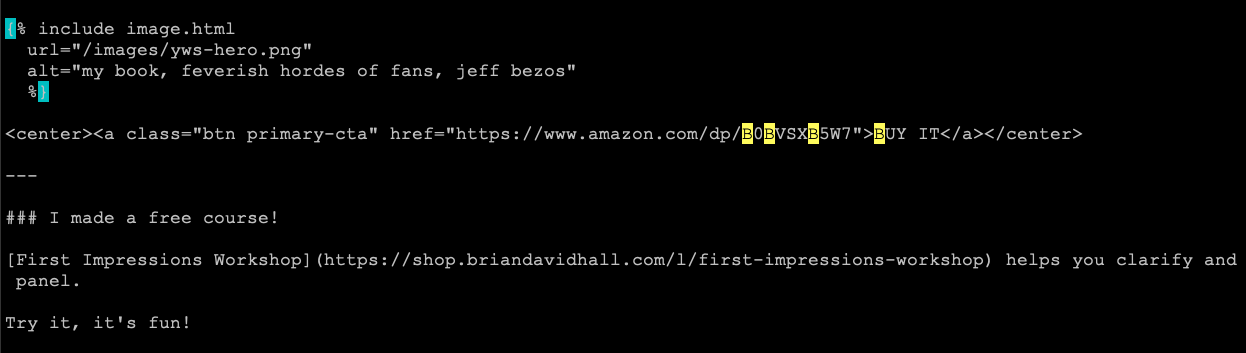 {% include image.html
  url="/images/yws-hero.png"
  alt="my book, feverish hordes of fans, jeff bezos"
  %}

<center><a class="btn primary-cta" href="https://www.amazon.com/dp/B0BVSXB5W7">BUY IT</a></center>

---

### I made a free course!

[First Impressions Workshop](https://shop.briandavidhall.com/l/first-impressions-workshop) helps you clarify and
 panel.

Try it, it's fun!